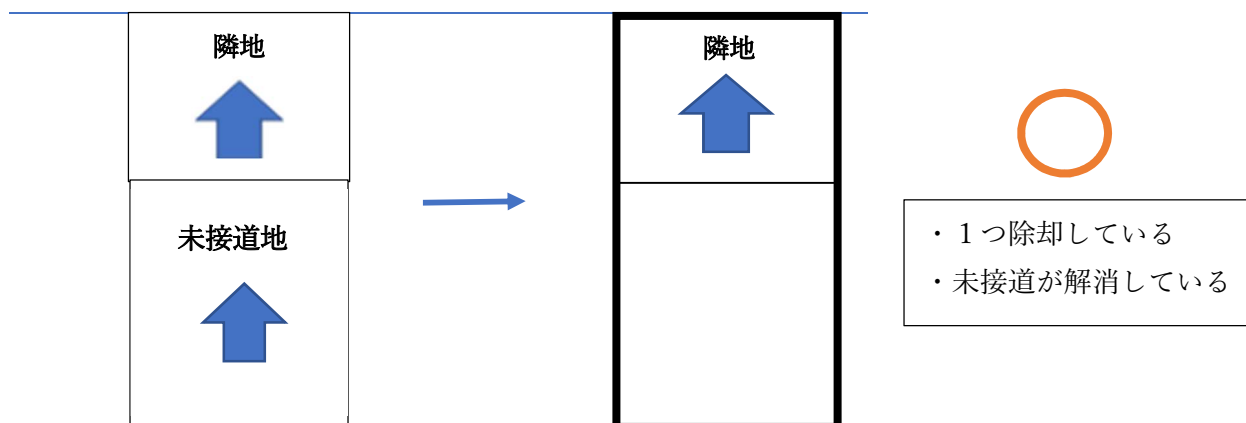 隣地
未接道地
隣地
・１つ除却している
・未接道が解消している